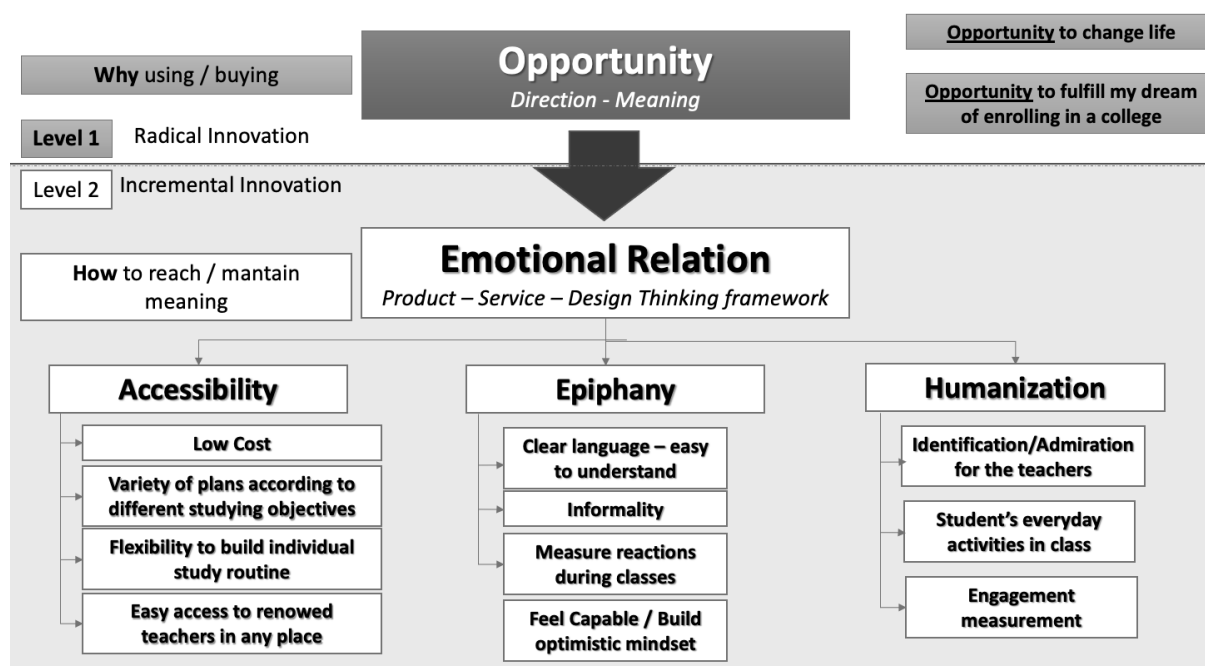 Why using / buying
Opportunity
Direction - Meaning
Opportunity to change life
Opportunity to fulfill my dream
of enrolling in a college
Level 1
Radical Innovation
Level 2
Incremental Innovation
How to reach / mantain
meaning
Emotional Relation
Product – Service – Design Thinking framework
Accessibility
Low Cost
Variety of plans according to
different studying objectives
Flexibility to build individual
study routine
Easy access to renowed
teachers in any place
Epiphany
Clear language – easy
to understand
Informality
Measure reactions
during classes
Feel Capable / Build
optimistic mindset
Humanization
Identification/Admiration
for the teachers
Student’s everyday
activities in class
Engagement
measurement